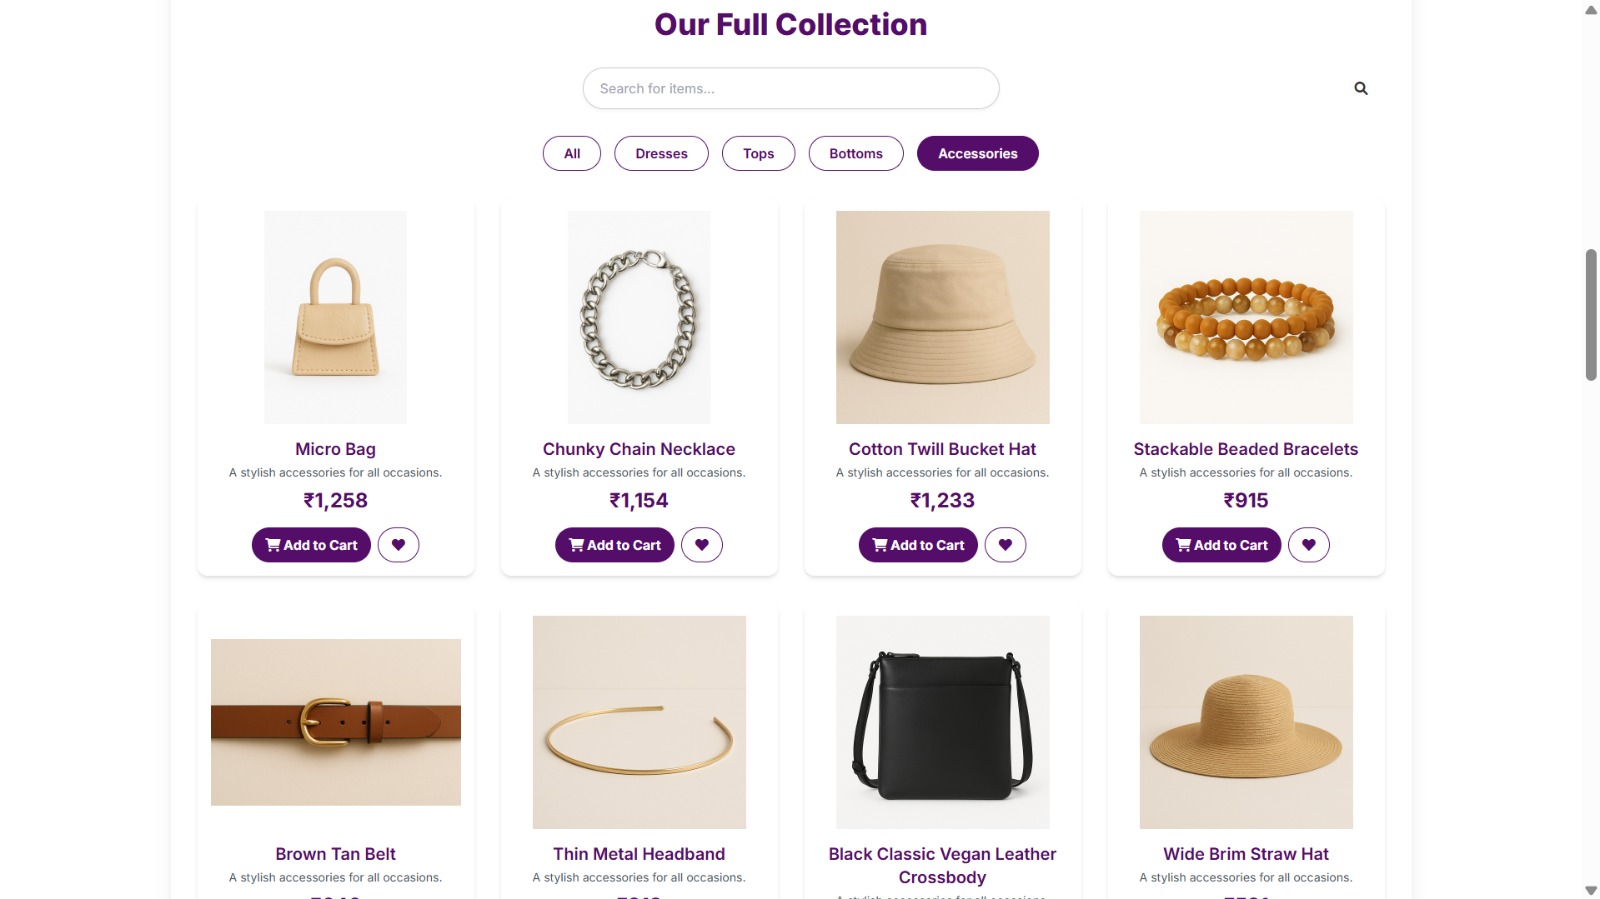 Our Full Collection
Search for items...
All Dresses Tops Bottoms Accessories
Micro Bag
A stylish accessories for all occasions.
₹1,258
Add to Cart
Chunky Chain Necklace
A stylish accessories for all occasions.
₹1,154
Add to Cart
Cotton Twill Bucket Hat
A stylish accessories for all occasions.
₹1,233
Add to Cart
Stackable Beaded Bracelets
A stylish accessories for all occasions.
₹915
Add to Cart
Brown Tan Belt
A stylish accessories for all occasions.
Thin Metal Headband
A stylish accessories for all occasions.
Black Classic Vegan Leather
Crossbody
Wide Brim Straw Hat
A stylish accessories for all occasions.